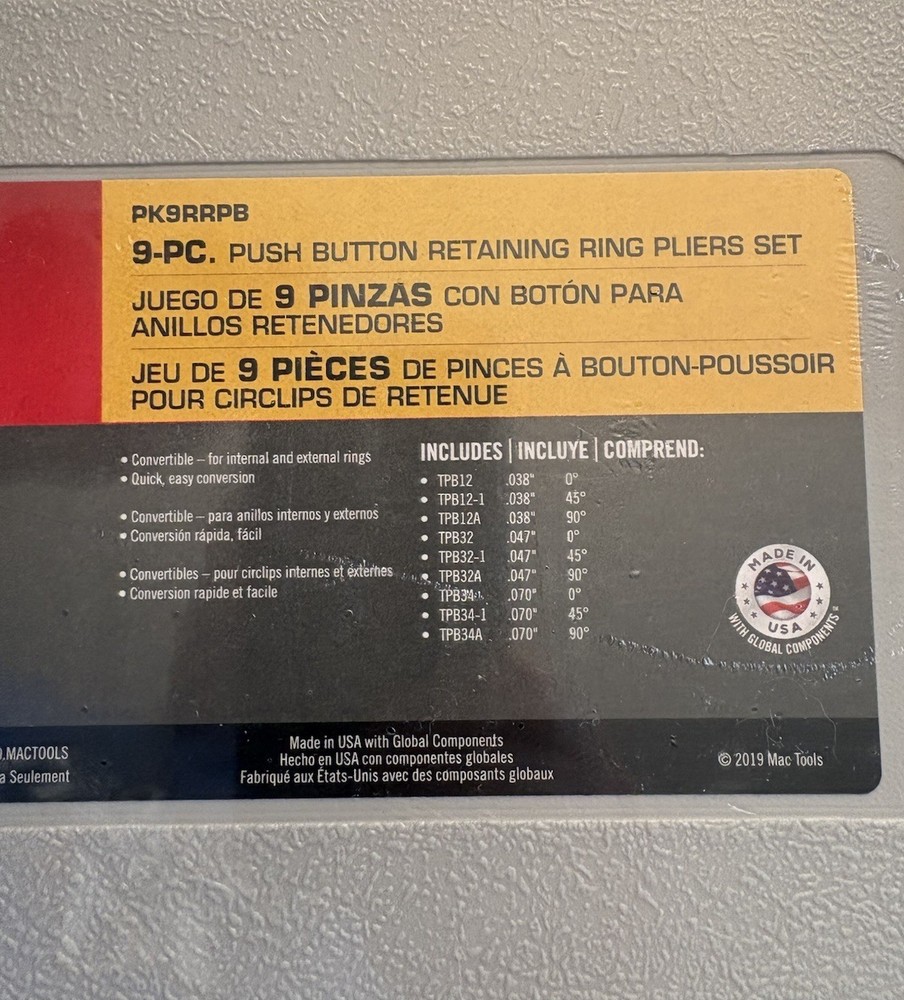 PK9RRPB
9-PC. PUSH BUTTON RETAINING RING PLIERS SET
JUEGO DE 9 PINZAS CON BOTÓN PARA
ANILLOS RETENEDORES
JEU DE 9 PIÈCES DE PINCES À BOUTON-POUSSOIR
POUR CIRCLIPS DE RETENUE
• Convertible – for internal and external rings
• Quick, easy conversion
• Convertible – para anillos internos y externos
• Conversión rápida, fácil
• Convertibles – pour circlips internes et externes
• Conversion rapide et facile
INCLUDES | INCLUYE | COMPREND:
• TPB12 .038" 0°
• TPB12-1 .038" 45°
• TPB12A .038" 90°
• TPB32 .047" 0°
• TPB32-1 .047" 45°
• TPB32A .047" 90°
• TPB34 .070" 0°
• TPB34-1 .070" 45°
• TPB34A .070" 90°
MADE IN
USA
WITH GLOBAL COMPONENTS™
.MACTOOLS
a Seulement
Made in USA with Global Components
Hecho en USA con componentes globales
Fabriqué aux États-Unis avec des composants globaux
© 2019 Mac Tools